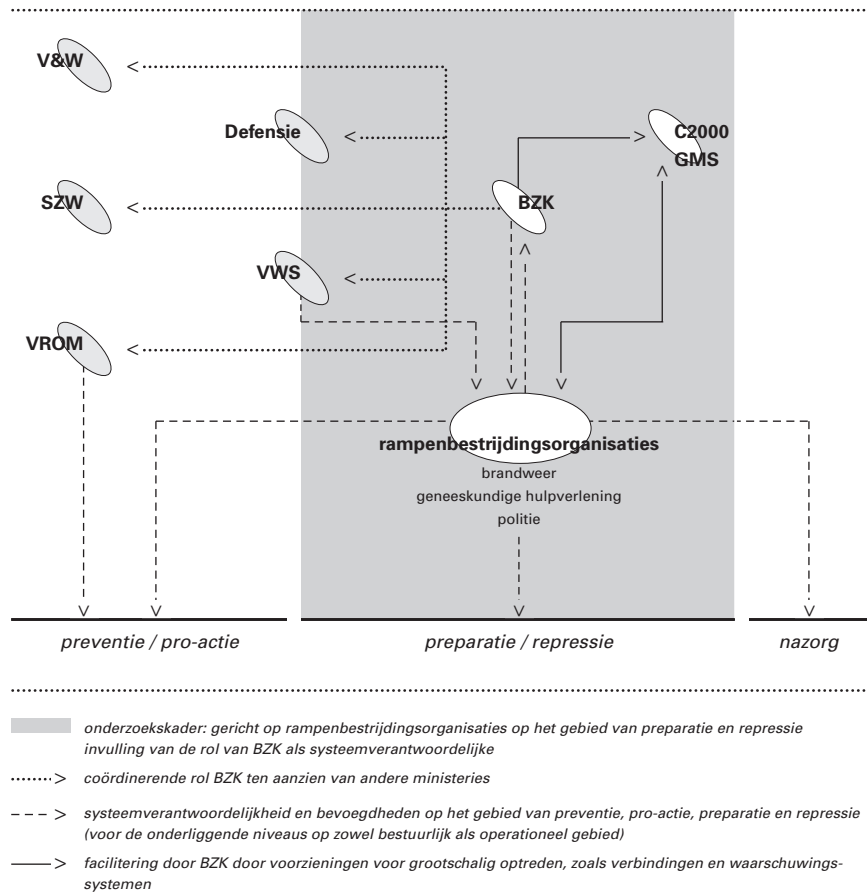 V&W
Defensie
C2000
GMS
SZW
BZK
VWS
VROM
rampenbestrijdingsorganisaties
brandweer
geneeskundige hulpverlening
politie
preventie / pro-actie
preparatie / repressie
nazorg
onderzoekskader: gericht op rampenbestrijdingsorganisaties op het gebied van preparatie en repressie
invulling van de rol van BZK als systeemverantwoordelijke
coördinerende rol BZK ten aanzien van andere ministeries
systeemverantwoordelijkheid en bevoegdheden op het gebied van preventie, pro-actie, preparatie en repressie
(voor de onderliggende niveaus op zowel bestuurlijk als operationeel gebied)
facilitering door BZK door voorzieningen voor grootschalig optreden, zoals verbindingen en waarschuwings-
systemen